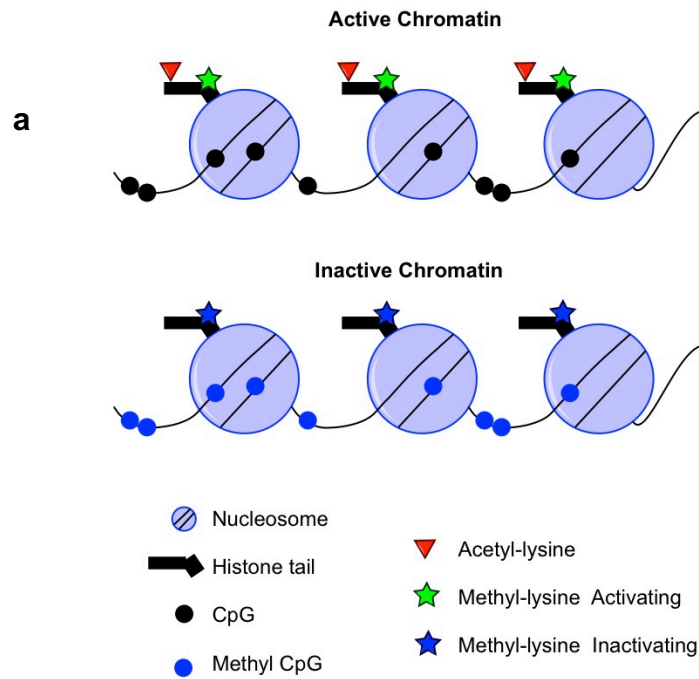 Active Chromatin
a
Inactive Chromatin
Nucleosome
Histone tail
CpG
Methyl CpG
Acetyl-lysine
Methyl-lysine Activating
Methyl-lysine Inactivating